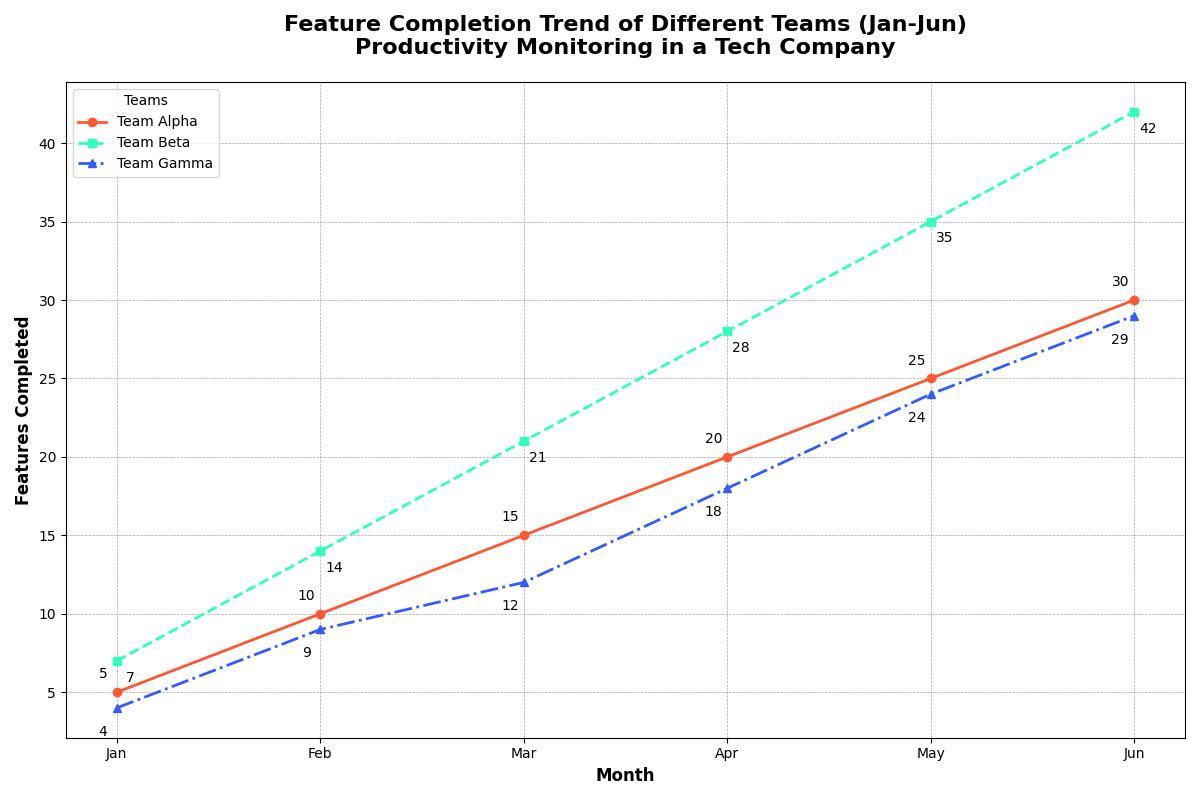 Feature Completion Trend of Different Teams (Jan-Jun)
Productivity Monitoring in a Tech Company
Teams
Team Alpha
Team Beta
Team Gamma
Features Completed
40
35
30
25
20
15
10
5
42
35
30
29
28
25
24
21
20
18
15
14
12
10
9
5
7
4
Jan
Feb
Mar
Apr
May
Jun
Month